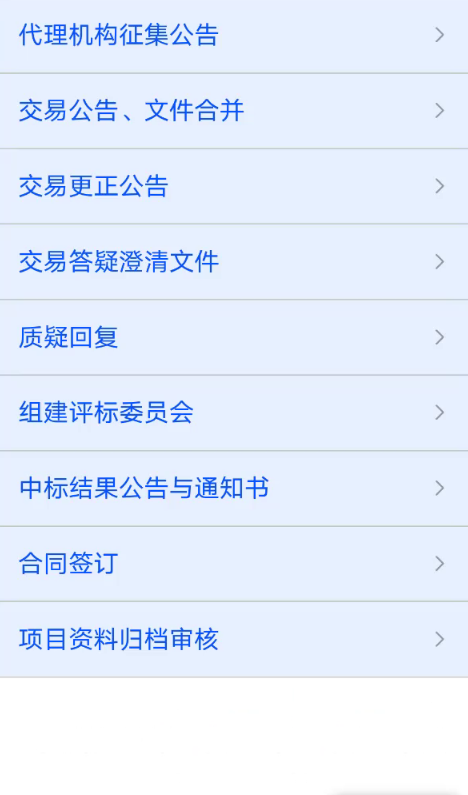 代理机构征集公告
交易公告、文件合并
交易更正公告
交易答疑澄清文件
质疑回复
组建评标委员会
中标结果公告与通知书
合同签订
项目资料归档审核